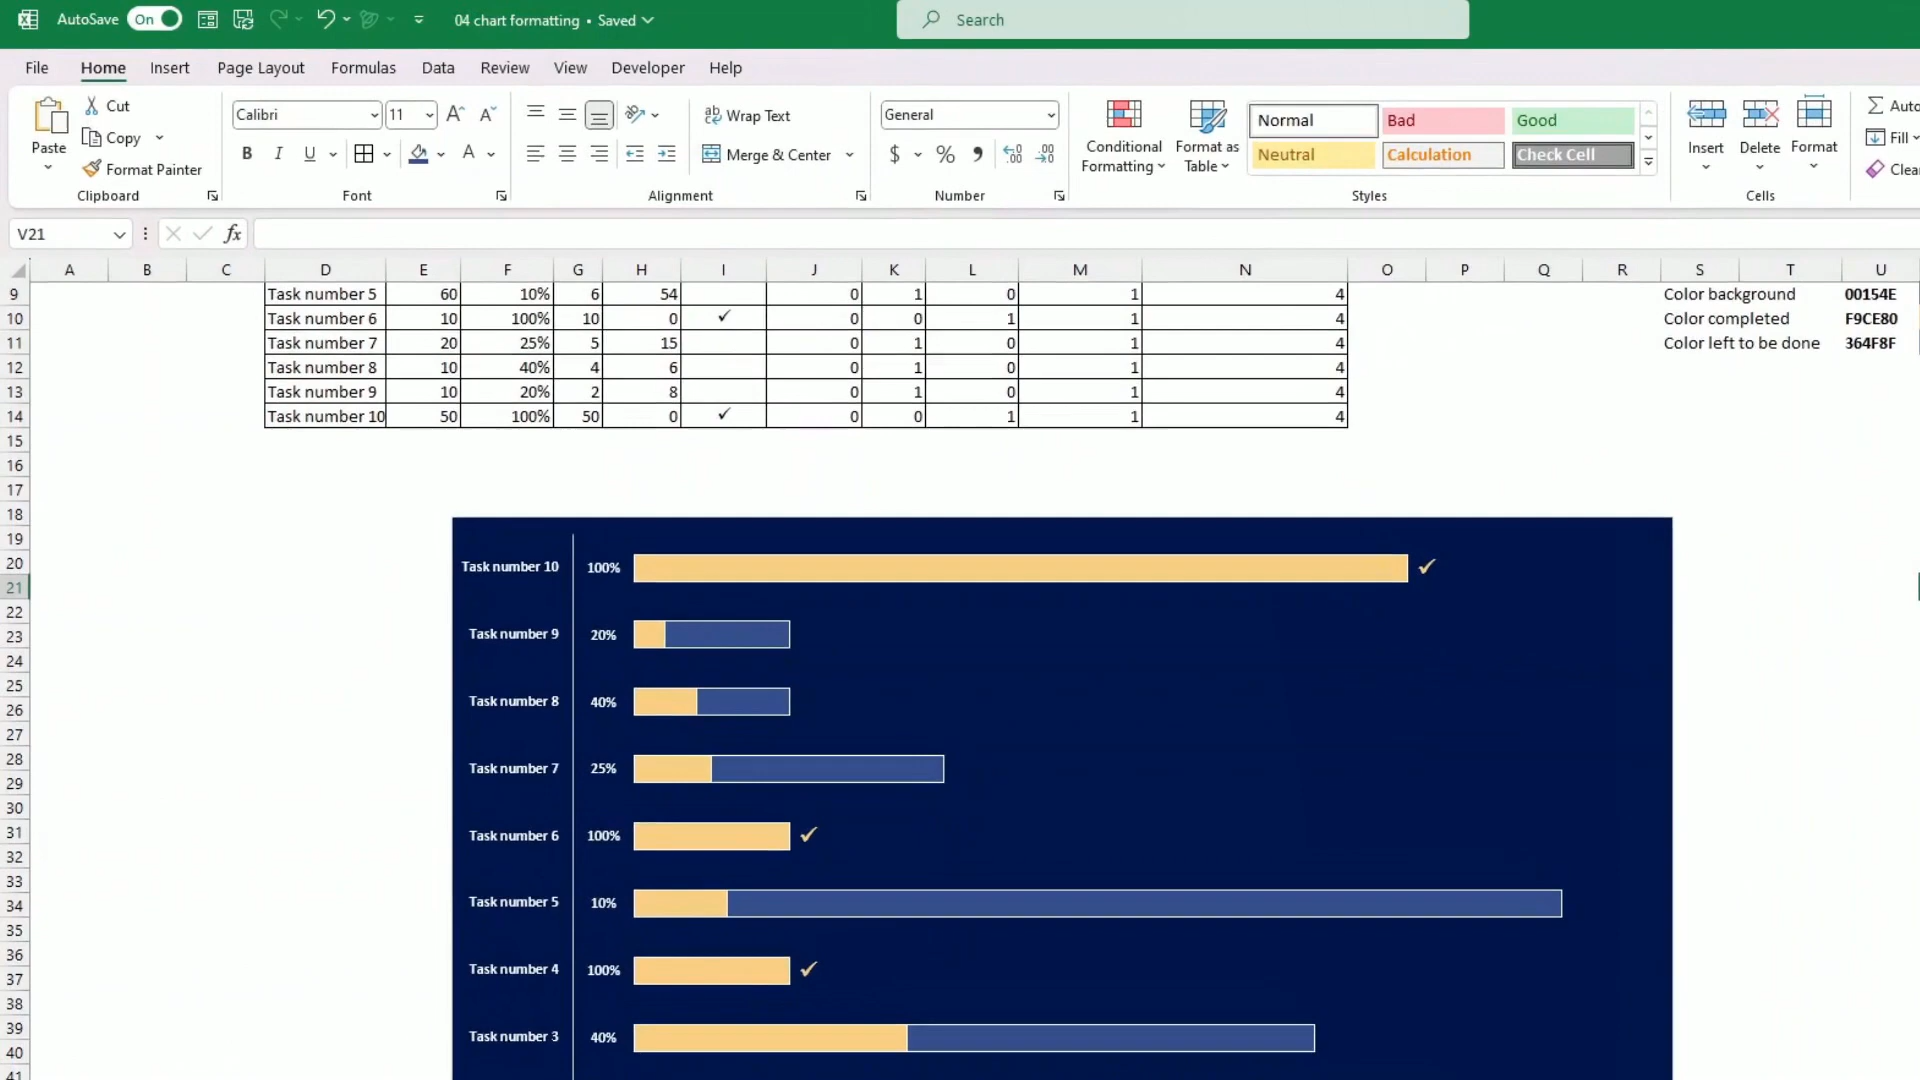 AutoSave On 04 chart formatting • Saved Search
File Home Insert Page Layout Formulas Data Review View Developer Help
Paste Cut Copy Format Painter Clipboard
Calibri 11 A A B I U A Font
Wrap Text Merge & Center Alignment
General $ % Number
Conditional Formatting Format as Table
Normal Bad Good
Neutral Calculation Check Cell
Styles
Insert Delete Format Cells
Auto
Fill
Clea
V21 fx
A B C D E F G H I J K L M N O P Q R S T U
9 Task number 5 60 10% 6 54 0 1 0 1 4 Color background 00154E
10 Task number 6 10 100% 10 0 ✓ 0 0 1 1 4 Color completed F9CE80
11 Task number 7 20 25% 5 15 0 1 0 1 4 Color left to be done 364F8F
12 Task number 8 10 40% 4 6 0 1 0 1 4
13 Task number 9 10 20% 2 8 0 1 0 1 4
14 Task number 10 50 100% 50 0 ✓ 0 0 1 1 4
15
16
17
18
19
20
21
22
23
24
25
26
27
28
29
30
31
32
33
34
35
36
37
38
39
40
41
Task number 10 100% ✓
Task number 9 20%
Task number 8 40%
Task number 7 25%
Task number 6 100% ✓
Task number 5 10%
Task number 4 100% ✓
Task number 3 40%